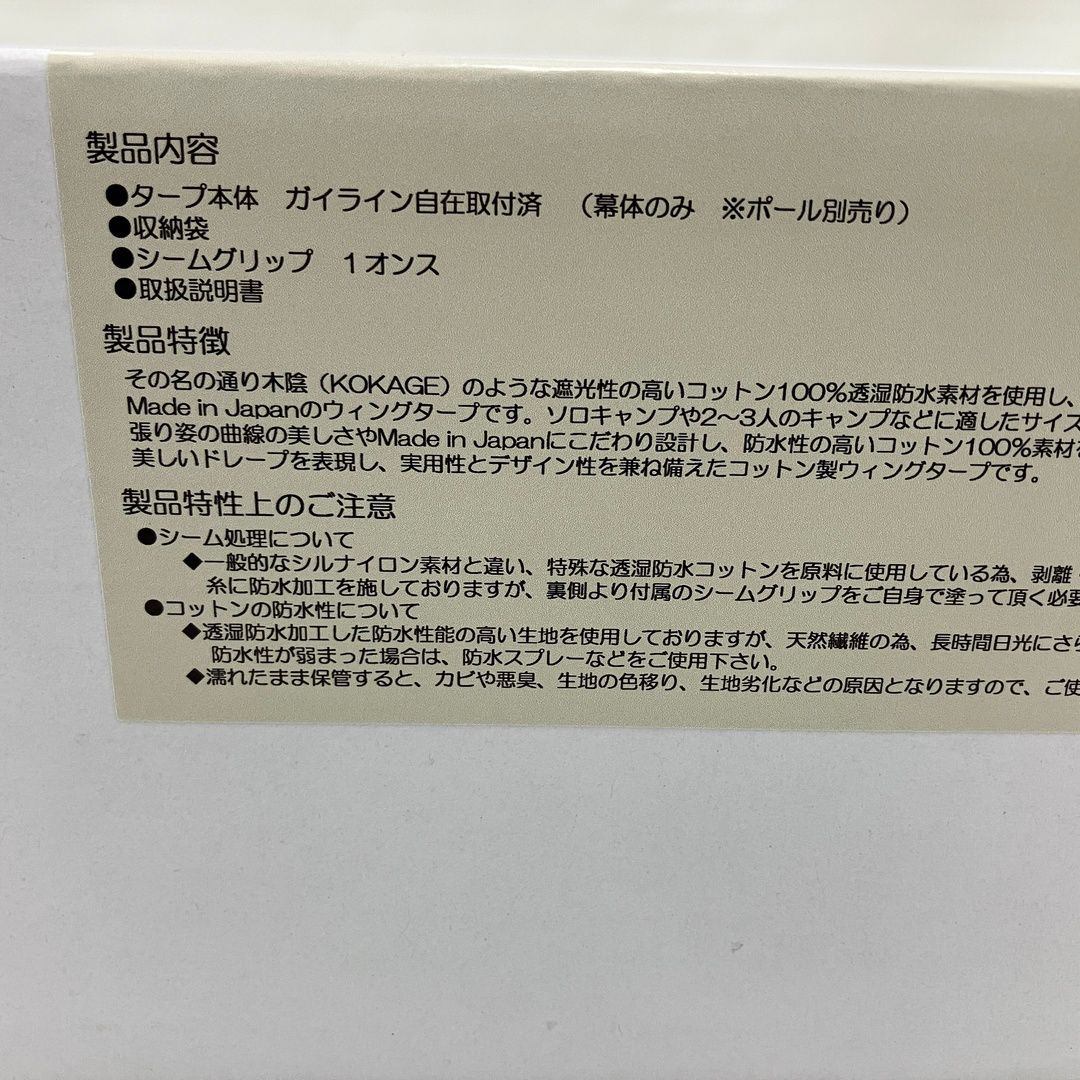 製品内容
●タープ本体　ガイライン自在取付済　（幕体のみ　※ポール別売り）
●収納袋
●シームグリップ　1オンス
●取扱説明書
製品特徴
その名の通り木陰（KOKAGE）のような遮光性の高いコットン100%透湿防水素材を使用し、
Made in Japanのウィングタープです。ソロキャンプや2～3人のキャンプなどに適したサイズ
張り姿の曲線の美しさやMade in Japanにこだわり設計し、防水性の高いコットン100%素材を
美しいドレープを表現し、実用性とデザイン性を兼ね備えたコットン製ウィングタープです。
製品特性上のご注意
●シーム処理について
◆一般的なシルナイロン素材と違い、特殊な透湿防水コットンを原料に使用している為、剥離・
糸に防水加工を施しておりますが、裏側より付属のシームグリップをご自身で塗って頂く必要
●コットンの防水性について
◆透湿防水加工した防水性能の高い生地を使用しておりますが、天然繊維の為、長時間日光にさら
防水性が弱まった場合は、防水スプレーなどをご使用下さい。
◆濡れたまま保管すると、カビや悪臭、生地の色移り、生地劣化などの原因となりますので、ご使